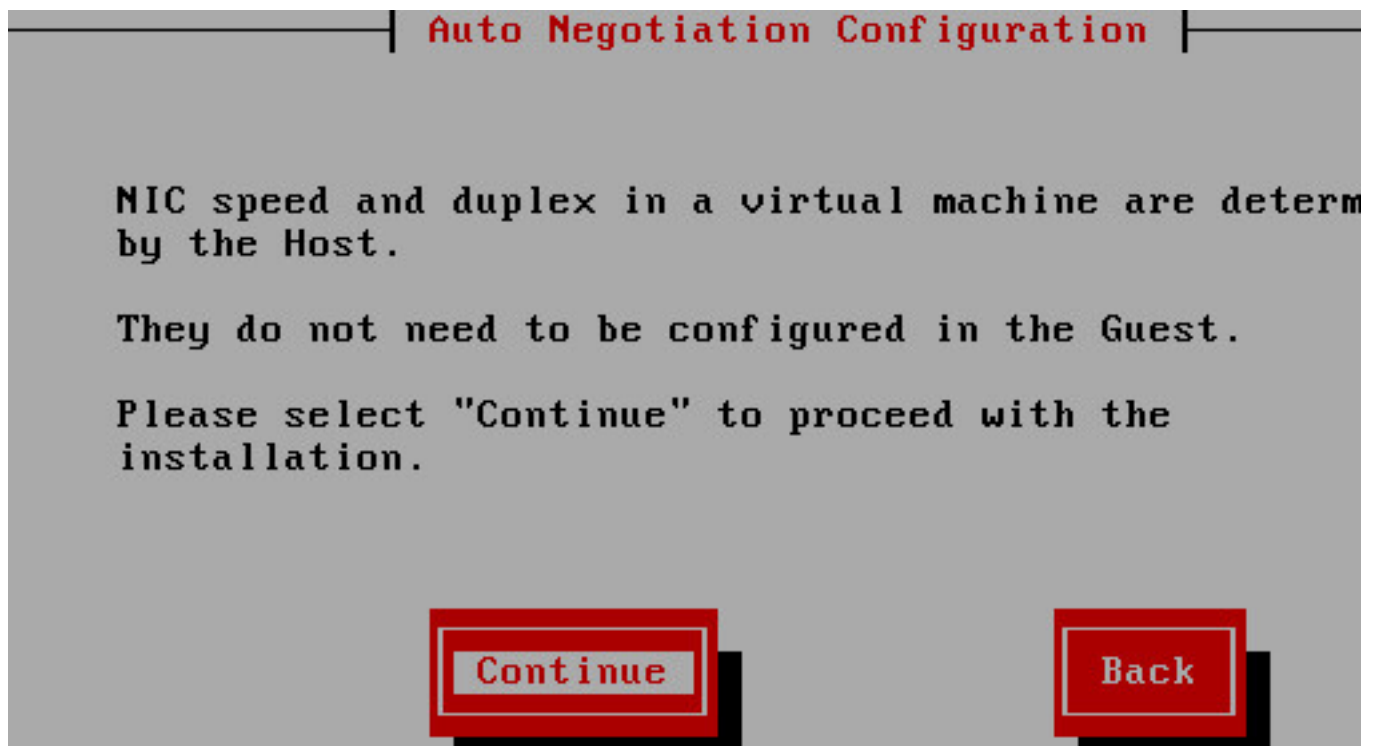 Auto Negotiation Configuration
NIC speed and duplex in a virtual machine are determ
by the Host.
They do not need to be configured in the Guest.
Please select "Continue" to proceed with the
installation.
Continue Back